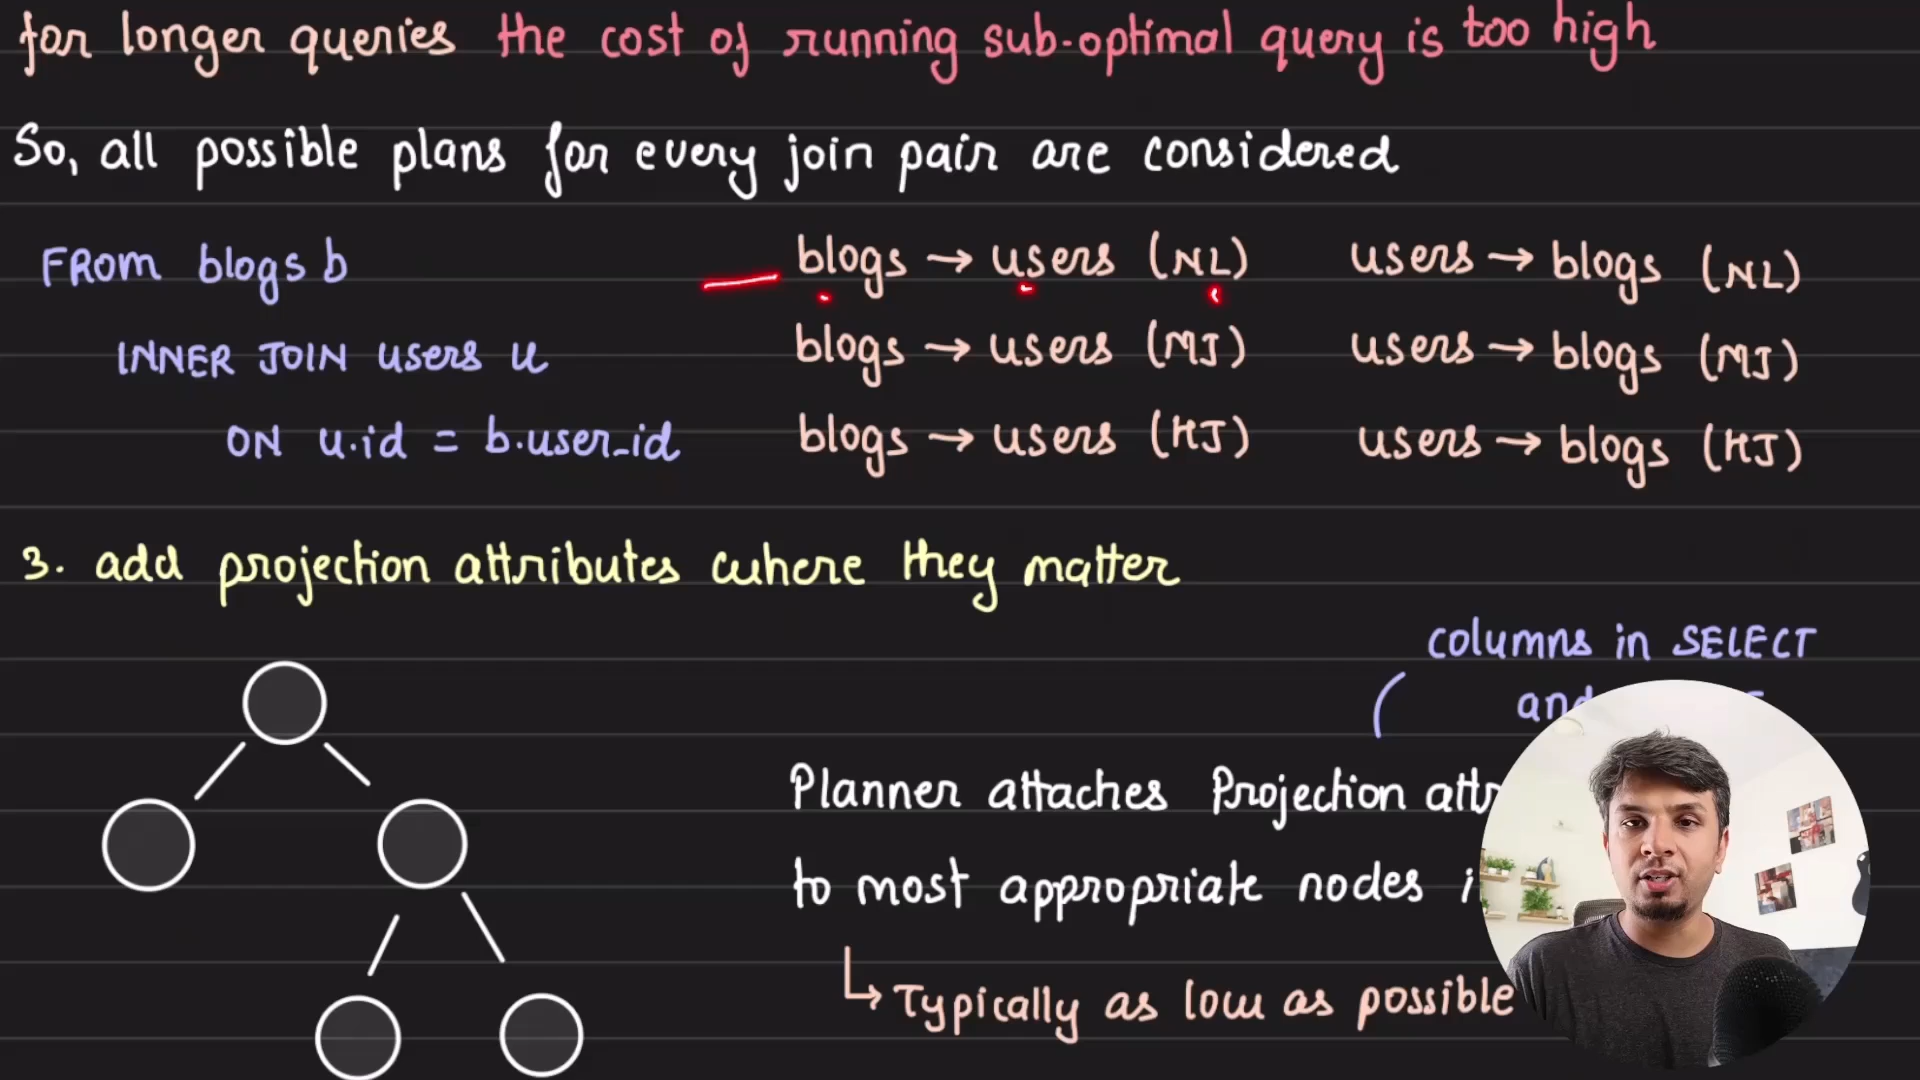 for longer queries the cost of running sub-optimal query is too high
So, all possible plans for every join pair are considered
FROM blogs b
INNER JOIN users u
ON u.id = b.user_id
blogs → users (NL)
blogs → users (MJ)
blogs → users (HJ)
users → blogs (NL)
users → blogs (MJ)
users → blogs (HJ)
3. add projection attributes where they matter
columns in SELECT
and
Planner attaches Projection
to most appropriate nodes
↳ Typically as low as possible